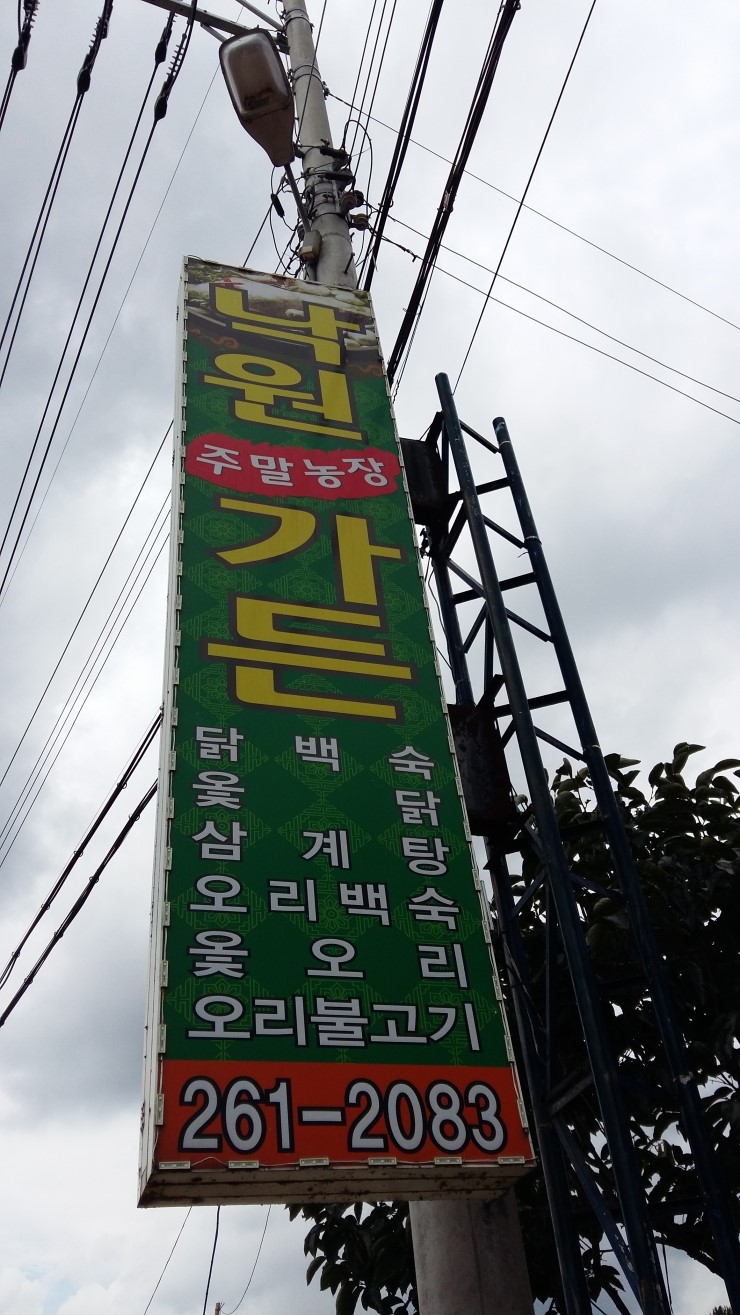 낙원
주말농장
가든
닭백숙
옻닭
삼계탕
오리백숙
옻오리
오리불고기
261-2083